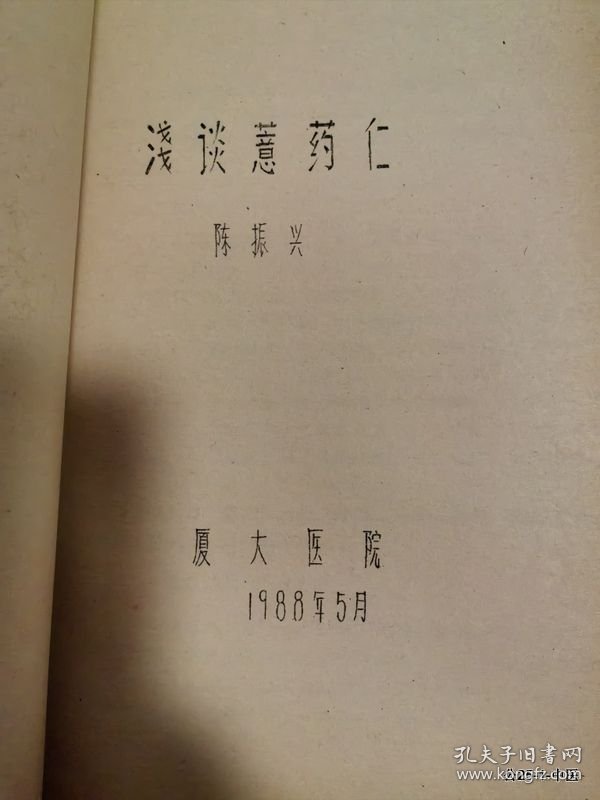 淺谈薏药仁
陈振兴
厦大医院
1988年5月
孔夫子旧书网